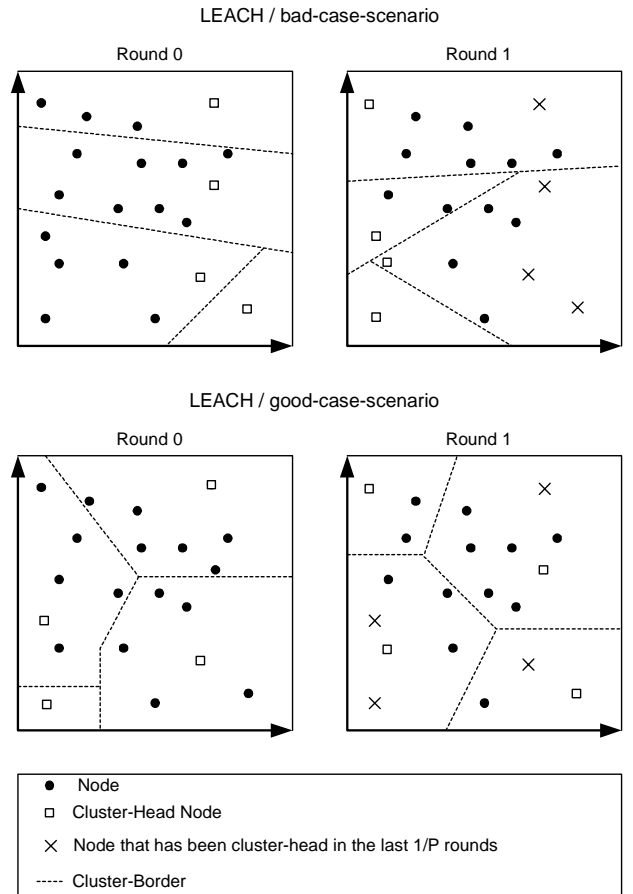 LEACH / bad-case-scenario
Round 0
Round 1
LEACH / good-case-scenario
Round 0
Round 1
Node
Cluster-Head Node
Node that has been cluster-head in the last 1/P rounds
Cluster-Border